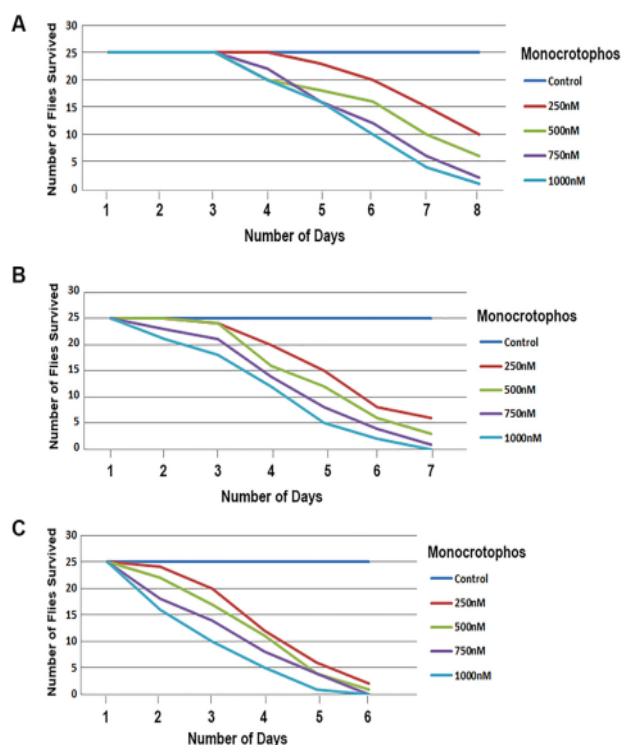 A
Number of Flies Survived
30
25
20
15
10
5
0
1 2 3 4 5 6 7 8
Number of Days
Monocrotophos
Control
250nM
500nM
750nM
1000nM
B
Number of Flies Survived
30
25
20
15
10
5
0
1 2 3 4 5 6 7
Number of Days
Monocrotophos
Control
250nM
500nM
750nM
1000nM
C
Number of Flies Survived
30
25
20
15
10
5
0
1 2 3 4 5 6
Number of Days
Monocrotophos
Control
250nM
500nM
750nM
1000nM